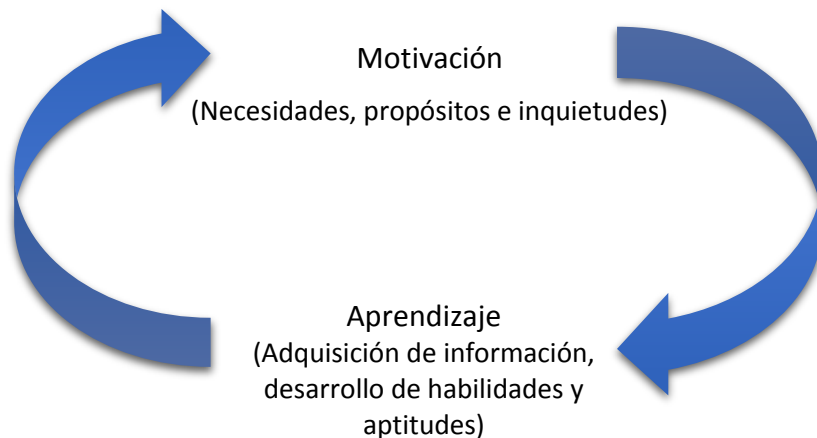 Motivación
(Necesidades, propósitos e inquietudes)
Aprendizaje
(Adquisición de información,
desarrollo de habilidades y
aptitudes)